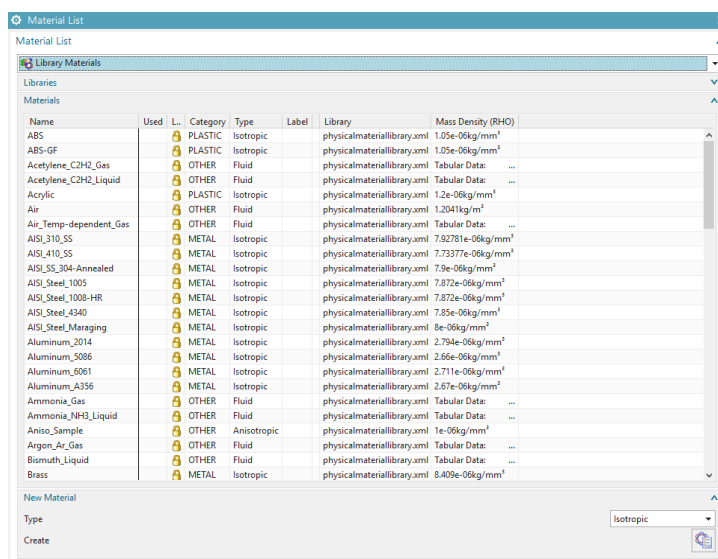 Material List
Material List
Library Materials
Libraries
Materials
Name Used L... Category Type Label Library Mass Density (RHO)
ABS PLASTIC Isotropic physicalmateriallibrary.xml 1.05e-06kg/mm³
ABS-GF PLASTIC Isotropic physicalmateriallibrary.xml 1.05e-06kg/mm³
Acetylene_C2H2_Gas OTHER Fluid physicalmateriallibrary.xml Tabular Data: ...
Acetylene_C2H2_Liquid OTHER Fluid physicalmateriallibrary.xml Tabular Data: ...
Acrylic PLASTIC Isotropic physicalmateriallibrary.xml 1.2e-06kg/mm³
Air OTHER Fluid physicalmateriallibrary.xml 1.2041kg/m³
Air_Temp-dependent_Gas OTHER Fluid physicalmateriallibrary.xml Tabular Data: ...
AISI_310_SS METAL Isotropic physicalmateriallibrary.xml 7.92781e-06kg/mm³
AISI_410_SS METAL Isotropic physicalmateriallibrary.xml 7.73377e-06kg/mm³
AISI_SS_304-Annealed METAL Isotropic physicalmateriallibrary.xml 7.9e-06kg/mm³
AISI_Steel_1005 METAL Isotropic physicalmateriallibrary.xml 7.872e-06kg/mm³
AISI_Steel_1008-HR METAL Isotropic physicalmateriallibrary.xml 7.872e-06kg/mm³
AISI_Steel_4340 METAL Isotropic physicalmateriallibrary.xml 7.85e-06kg/mm³
AISI_Steel_Maraging METAL Isotropic physicalmateriallibrary.xml 8e-06kg/mm³
Aluminum_2014 METAL Isotropic physicalmateriallibrary.xml 2.794e-06kg/mm³
Aluminum_5086 METAL Isotropic physicalmateriallibrary.xml 2.66e-06kg/mm³
Aluminum_6061 METAL Isotropic physicalmateriallibrary.xml 2.711e-06kg/mm³
Aluminum_A356 METAL Isotropic physicalmateriallibrary.xml 2.67e-06kg/mm³
Ammonia_Gas OTHER Fluid physicalmateriallibrary.xml Tabular Data: ...
Ammonia_NH3_Liquid OTHER Fluid physicalmateriallibrary.xml Tabular Data: ...
Aniso_Sample OTHER Anisotropic physicalmateriallibrary.xml 1e-06kg/mm³
Argon_Ar_Gas OTHER Fluid physicalmateriallibrary.xml Tabular Data: ...
Bismuth_Liquid OTHER Fluid physicalmateriallibrary.xml Tabular Data: ...
Brass METAL Isotropic physicalmateriallibrary.xml 8.409e-06kg/mm³
New Material
Type Isotropic
Create